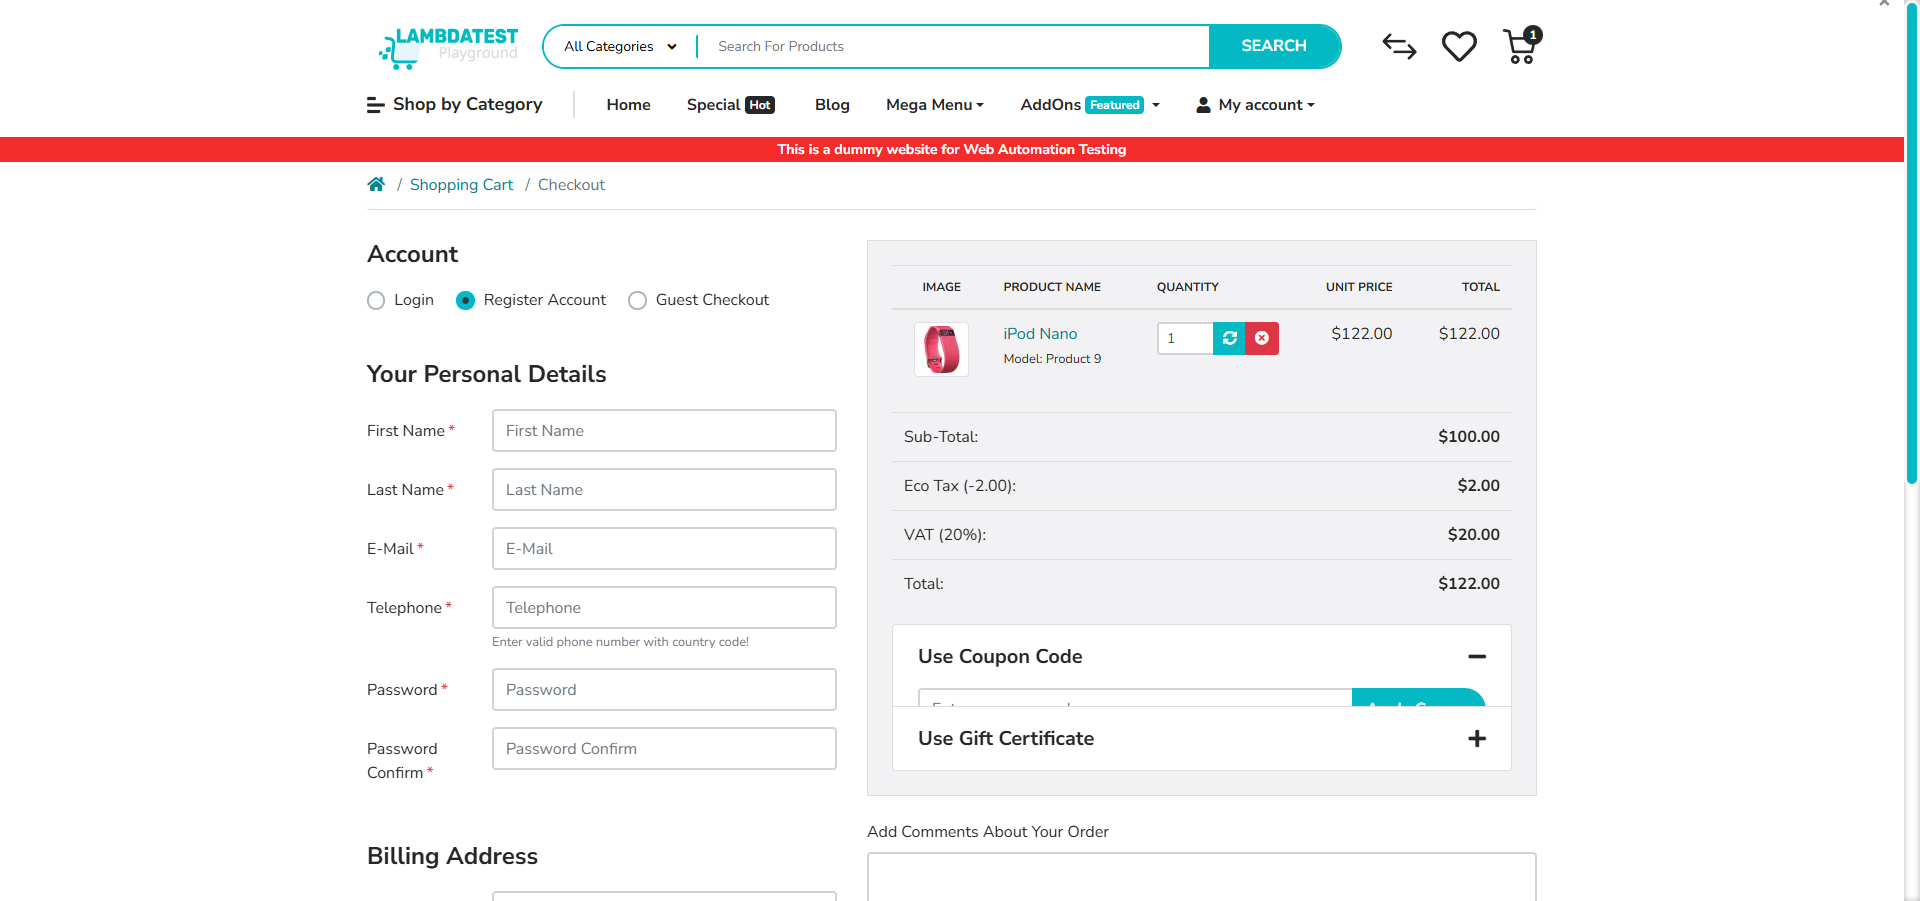 LAMBDATEST
Playground
All Categories
Search For Products
SEARCH
1
Shop by Category
Home
Special Hot
Blog
Mega Menu
AddOns Featured
My account
This is a dummy website for Web Automation Testing
/ Shopping Cart / Checkout
Account
Login
Register Account
Guest Checkout
Your Personal Details
First Name *
First Name
Last Name *
Last Name
E-Mail *
E-Mail
Telephone *
Telephone
Enter valid phone number with country code!
Password *
Password
Password
Confirm *
Password Confirm
Billing Address
IMAGE PRODUCT NAME QUANTITY UNIT PRICE TOTAL
iPod Nano 1 $122.00 $122.00
Model: Product 9
Sub-Total: $100.00
Eco Tax (-2.00): $2.00
VAT (20%): $20.00
Total: $122.00
Use Coupon Code
Use Gift Certificate
Add Comments About Your Order